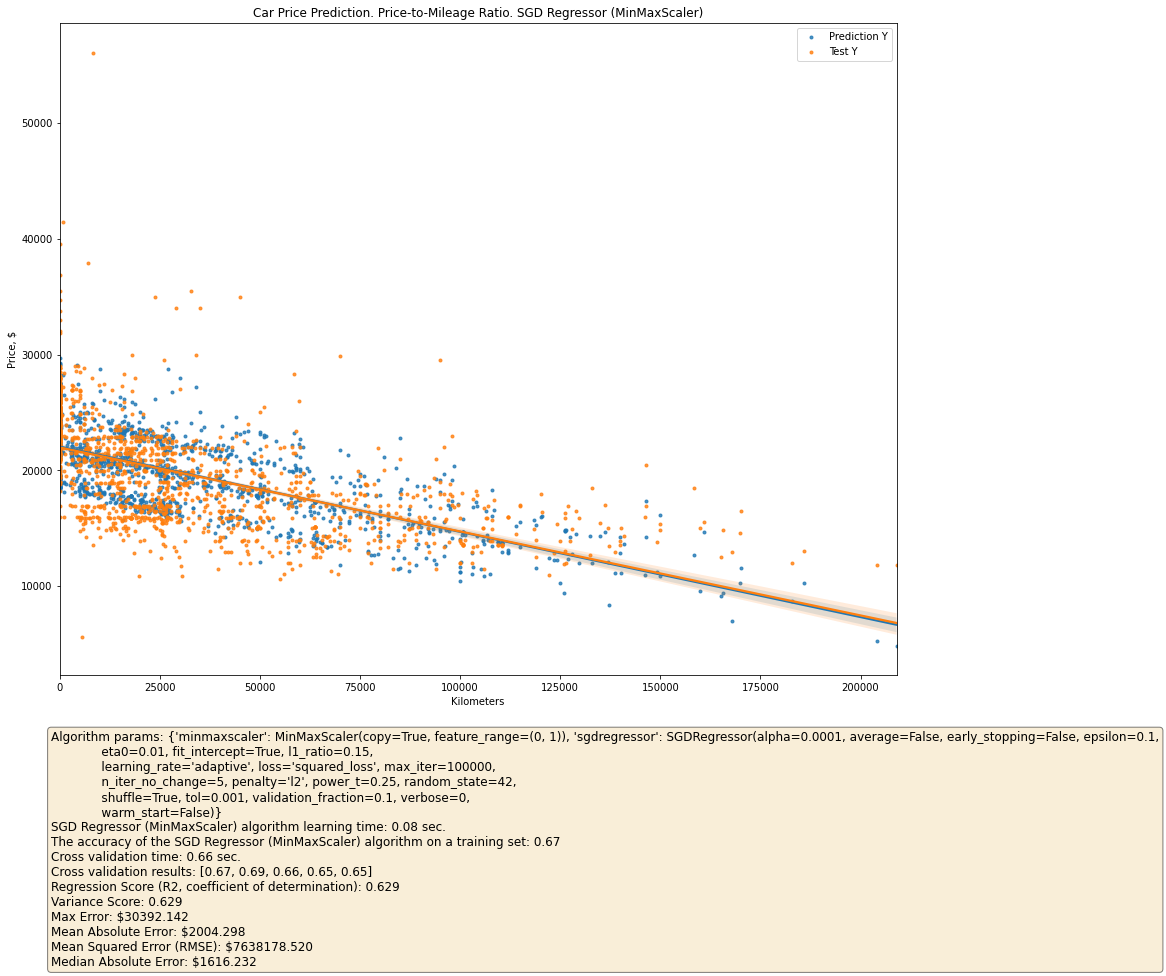 Car Price Prediction. Price-to-Mileage Ratio. SGD Regressor (MinMaxScaler)
Prediction Y
Test Y
50000
40000
30000
20000
10000
Price, $
0
25000
50000
75000
100000
125000
150000
175000
200000
Kilometers
Algorithm params: {'minmaxscaler': MinMaxScaler(copy=True, feature_range=(0, 1)), 'sgdregressor': SGDRegressor(alpha=0.0001, average=False, early_stopping=False, epsilon=0.1,
eta0=0.01, fit_intercept=True, l1_ratio=0.15,
learning_rate='adaptive', loss='squared_loss', max_iter=100000,
n_iter_no_change=5, penalty='l2', power_t=0.25, random_state=42,
shuffle=True, tol=0.001, validation_fraction=0.1, verbose=0,
warm_start=False)}
SGD Regressor (MinMaxScaler) algorithm learning time: 0.08 sec.
The accuracy of the SGD Regressor (MinMaxScaler) algorithm on a training set: 0.67
Cross validation time: 0.66 sec.
Cross validation results: [0.67, 0.69, 0.66, 0.65, 0.65]
Regression Score (R2, coefficient of determination): 0.629
Variance Score: 0.629
Max Error: $30392.142
Mean Absolute Error: $2004.298
Mean Squared Error (RMSE): $7638178.520
Median Absolute Error: $1616.232